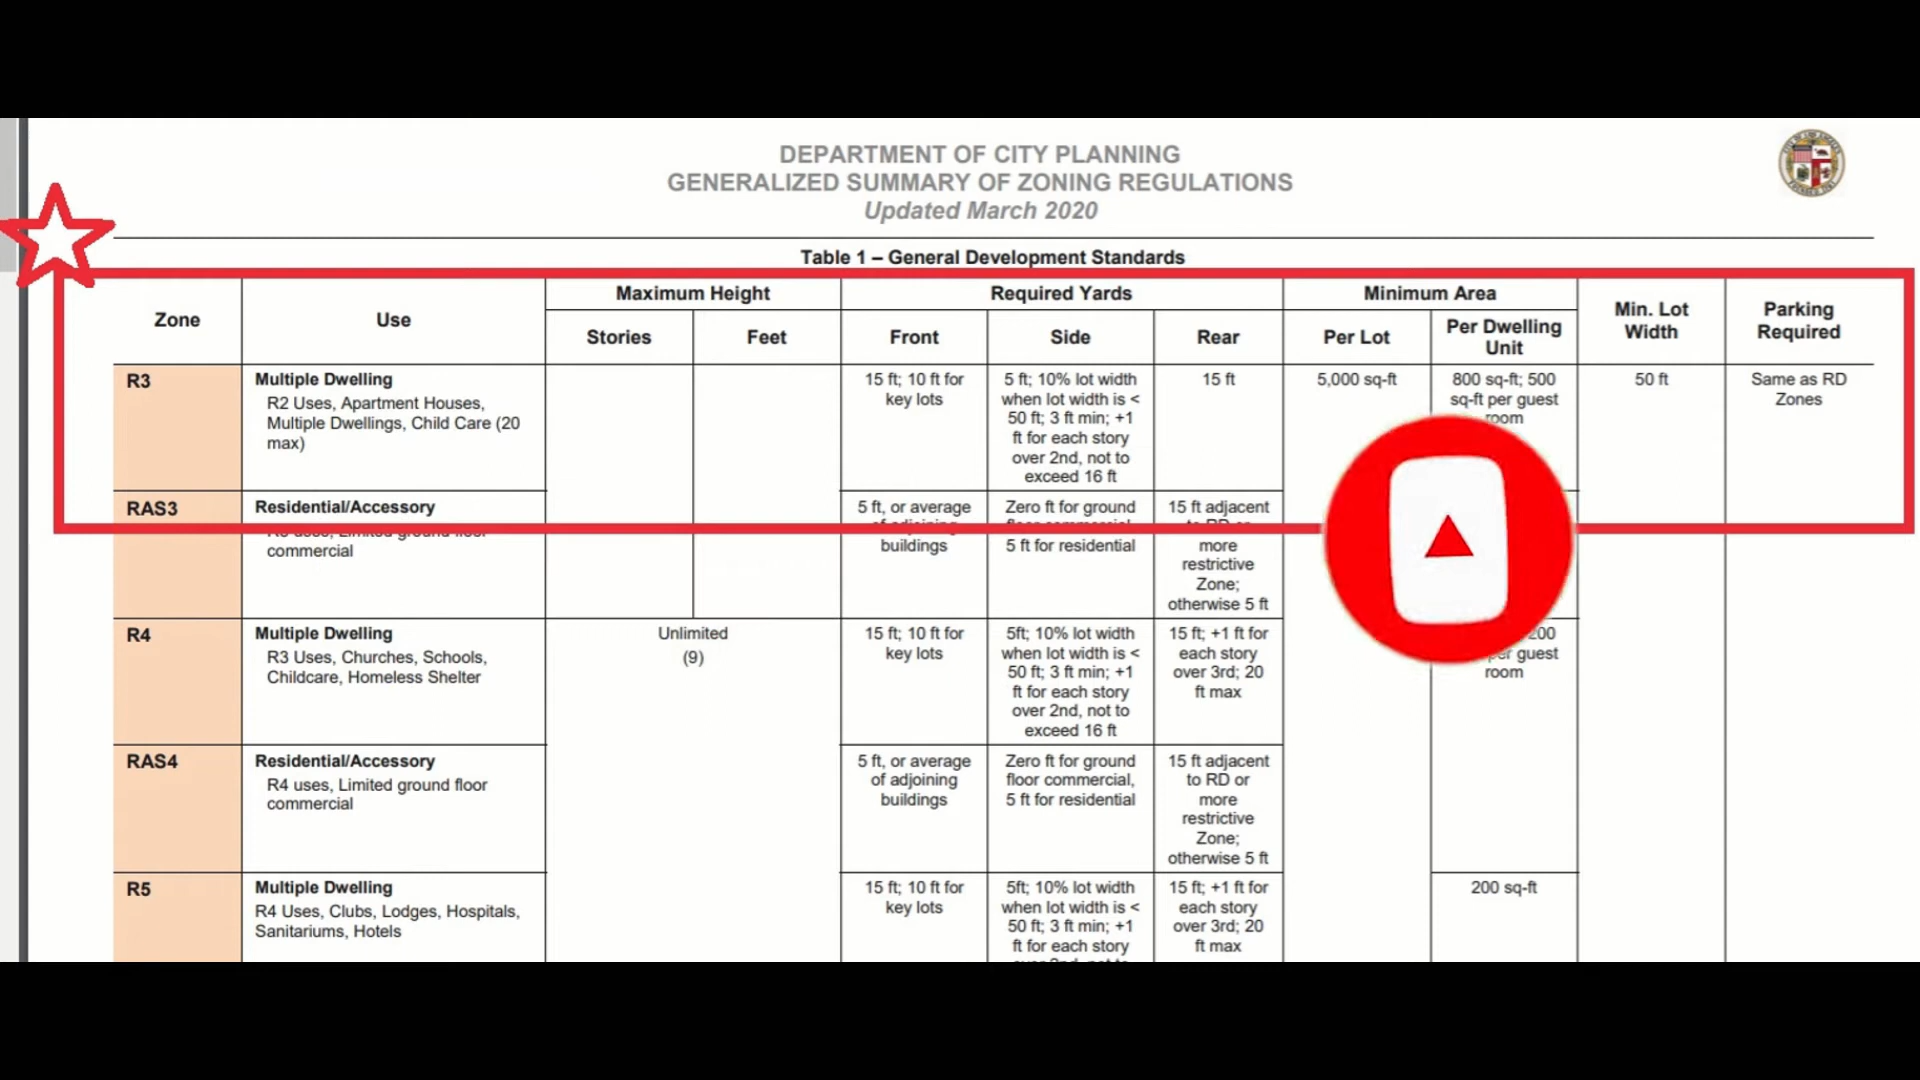 DEPARTMENT OF CITY PLANNING
GENERALIZED SUMMARY OF ZONING REGULATIONS
Updated March 2020
Table 1 – General Development Standards
Zone
Use
Maximum Height
Stories
Feet
Required Yards
Front
Side
Rear
Minimum Area
Per Lot
Per Dwelling
Unit
Min. Lot
Width
Parking
Required
R3
Multiple Dwelling
R2 Uses, Apartment Houses,
Multiple Dwellings, Child Care (20
max)
15 ft; 10 ft for
key lots
5 ft; 10% lot width
when lot width is <
50 ft; 3 ft min; +1
ft for each story
over 2nd, not to
exceed 16 ft
15 ft
5,000 sq-ft
800 sq-ft; 500
sq-ft per guest
room
50 ft
Same as RD
Zones
RAS3
Residential/Accessory
commercial
5 ft, or average
buildings
Zero ft for ground
5 ft for residential
15 ft adjacent
more
restrictive
Zone;
otherwise 5 ft
R4
Multiple Dwelling
R3 Uses, Churches, Schools,
Childcare, Homeless Shelter
Unlimited
(9)
15 ft; 10 ft for
key lots
5ft; 10% lot width
when lot width is <
50 ft; 3 ft min; +1
ft for each story
over 2nd, not to
exceed 16 ft
15 ft; +1 ft for
each story
over 3rd; 20
ft max
200
per guest
room
RAS4
Residential/Accessory
R4 uses, Limited ground floor
commercial
5 ft, or average
of adjoining
buildings
Zero ft for ground
floor commercial,
5 ft for residential
15 ft adjacent
to RD or
more
restrictive
Zone;
otherwise 5 ft
R5
Multiple Dwelling
R4 Uses, Clubs, Lodges, Hospitals,
Sanitariums, Hotels
15 ft; 10 ft for
key lots
5ft; 10% lot width
when lot width is <
50 ft; 3 ft min; +1
ft for each story
15 ft; +1 ft for
each story
over 3rd; 20
ft max
200 sq-ft